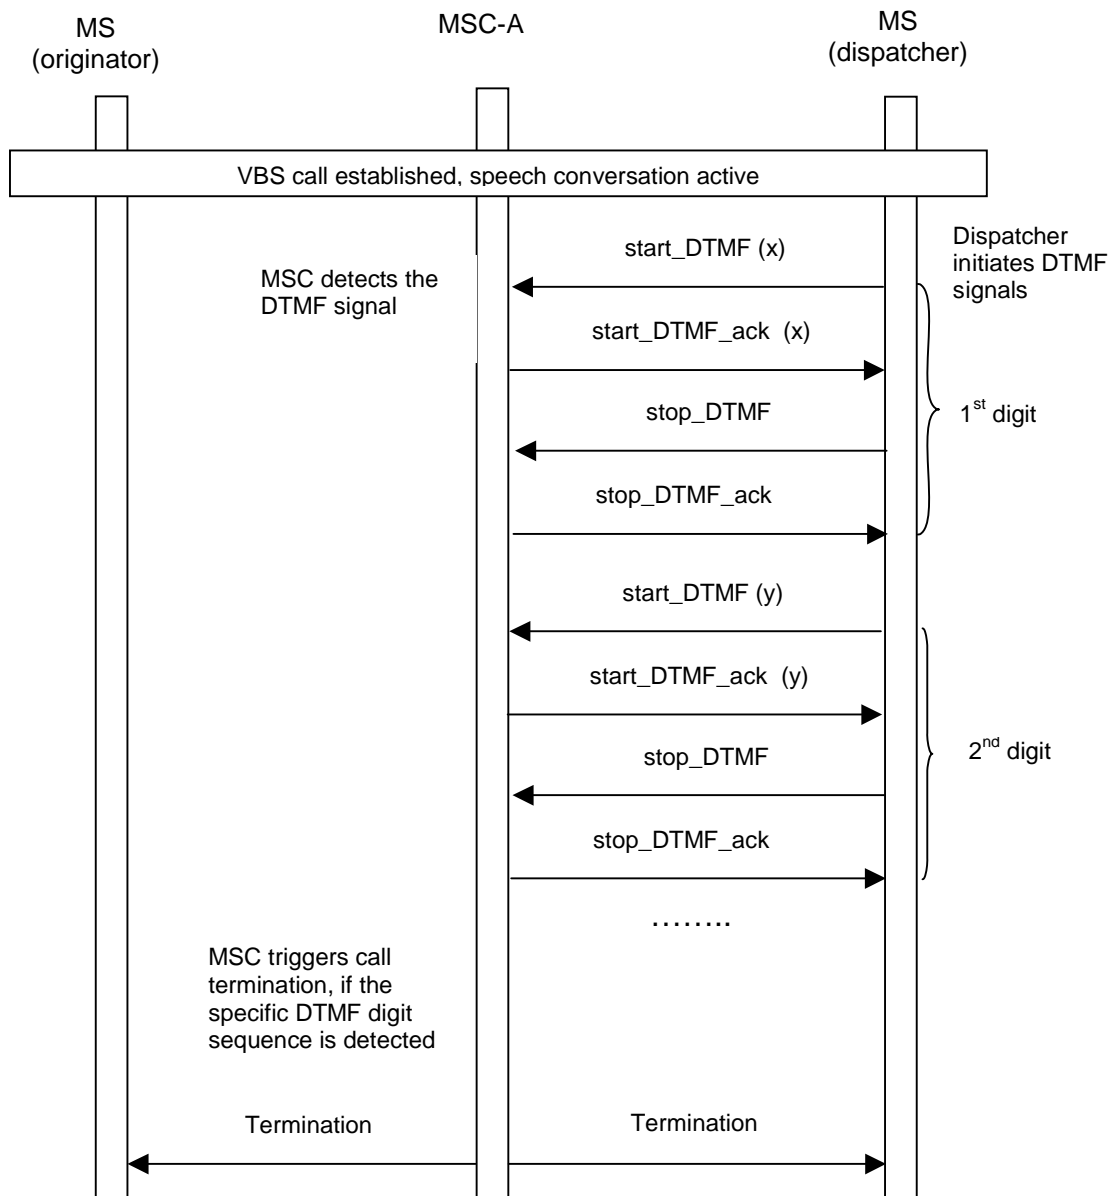 MS
(originator)
MSC-A
MS
(dispatcher)
VBS call established, speech conversation active
start_DTMF (x)
Dispatcher
initiates DTMF
signals
MSC detects the
DTMF signal
start_DTMF_ack (x)
stop_DTMF
1st digit
stop_DTMF_ack
start_DTMF (y)
start_DTMF_ack (y)
stop_DTMF
2nd digit
stop_DTMF_ack
........
MSC triggers call
termination, if the
specific DTMF digit
sequence is detected
Termination
Termination